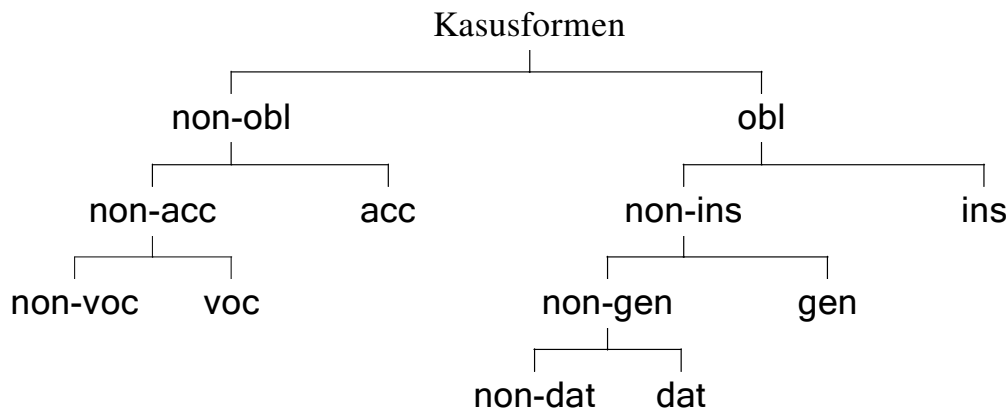 Kasusformen
non-obl obl
non-acc acc non-ins ins
non-voc voc non-gen gen
non-dat dat